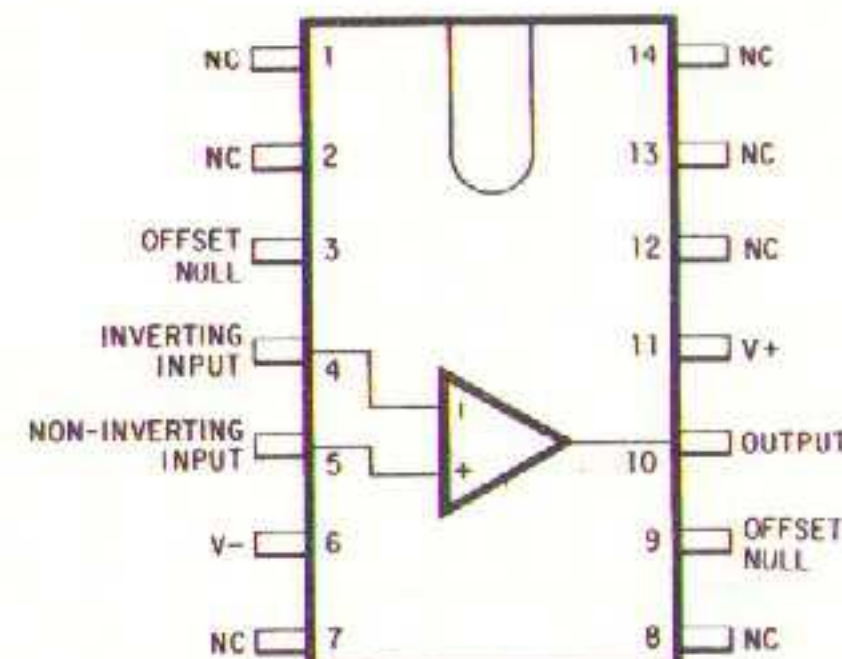 NC 1 14 NC
NC 2 13 NC
OFFSET
NULL
3 12 NC
INVERTING
INPUT
4 11 V+
NON-INVERTING
INPUT
5 + 10 OUTPUT
V- 6 9 OFFSET
NULL
NC 7 8 NC